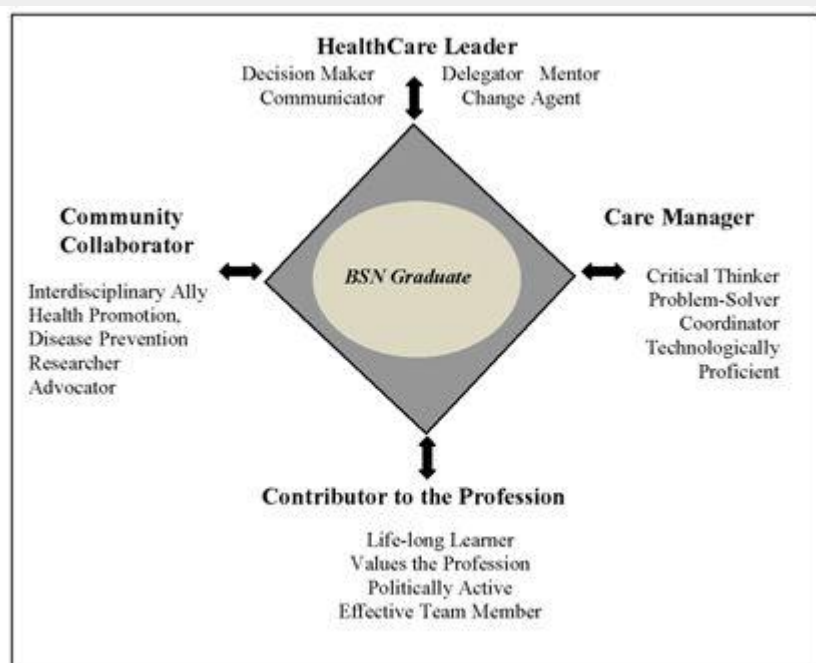 HealthCare Leader
Decision Maker Delegator Mentor
Communicator Change Agent
Community
Collaborator
Interdisciplinary Ally
Health Promotion,
Disease Prevention
Researcher
Advocator
BSN Graduate
Care Manager
Critical Thinker
Problem-Solver
Coordinator
Technologically
Proficient
Contributor to the Profession
Life-long Learner
Values the Profession
Politically Active
Effective Team Member